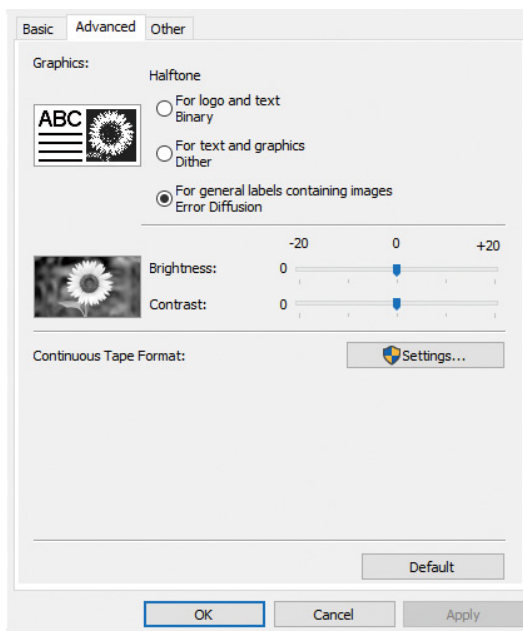 Basic Advanced Other
Graphics:
Halftone
ABC
For logo and text
Binary
For text and graphics
Dither
For general labels containing images
Error Diffusion
-20 0 +20
Brightness: 0
Contrast: 0
Continuous Tape Format: Settings...
Default
OK Cancel Apply